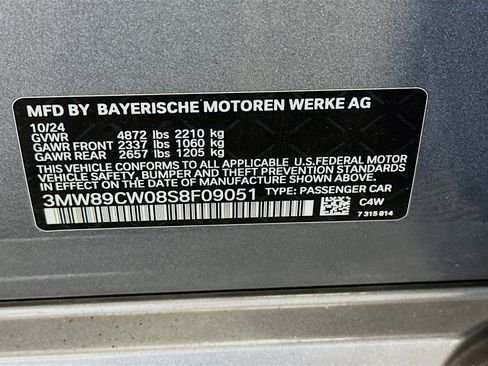 MFD BY BAYERISCHE MOTOREN WERKE AG
10/24
GVWR 4872 lbs 2210 kg
GAWR FRONT 2337 lbs 1060 kg
GAWR REAR 2657 lbs 1205 kg
THIS VEHICLE CONFORMS TO ALL APPLICABLE U.S.FEDERAL MOTOR
VEHICLE SAFETY, BUMPER, AND THEFT PREVENTION STANDARDS
IN EFFECT ON THE DATE OF MANUFACTURE SHOWN ABOVE.
3MW89CW08S8F09051 TYPE: PASSENGER CAR
C4W
7 315 814